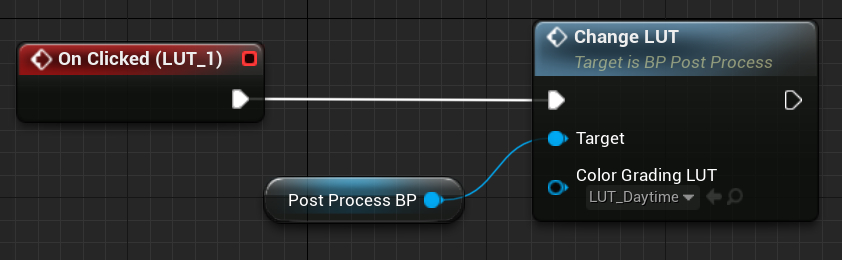 On Clicked (LUT_1)
Change LUT
Target is BP Post Process
Target
Color Grading LUT
LUT_Daytime
Post Process BP